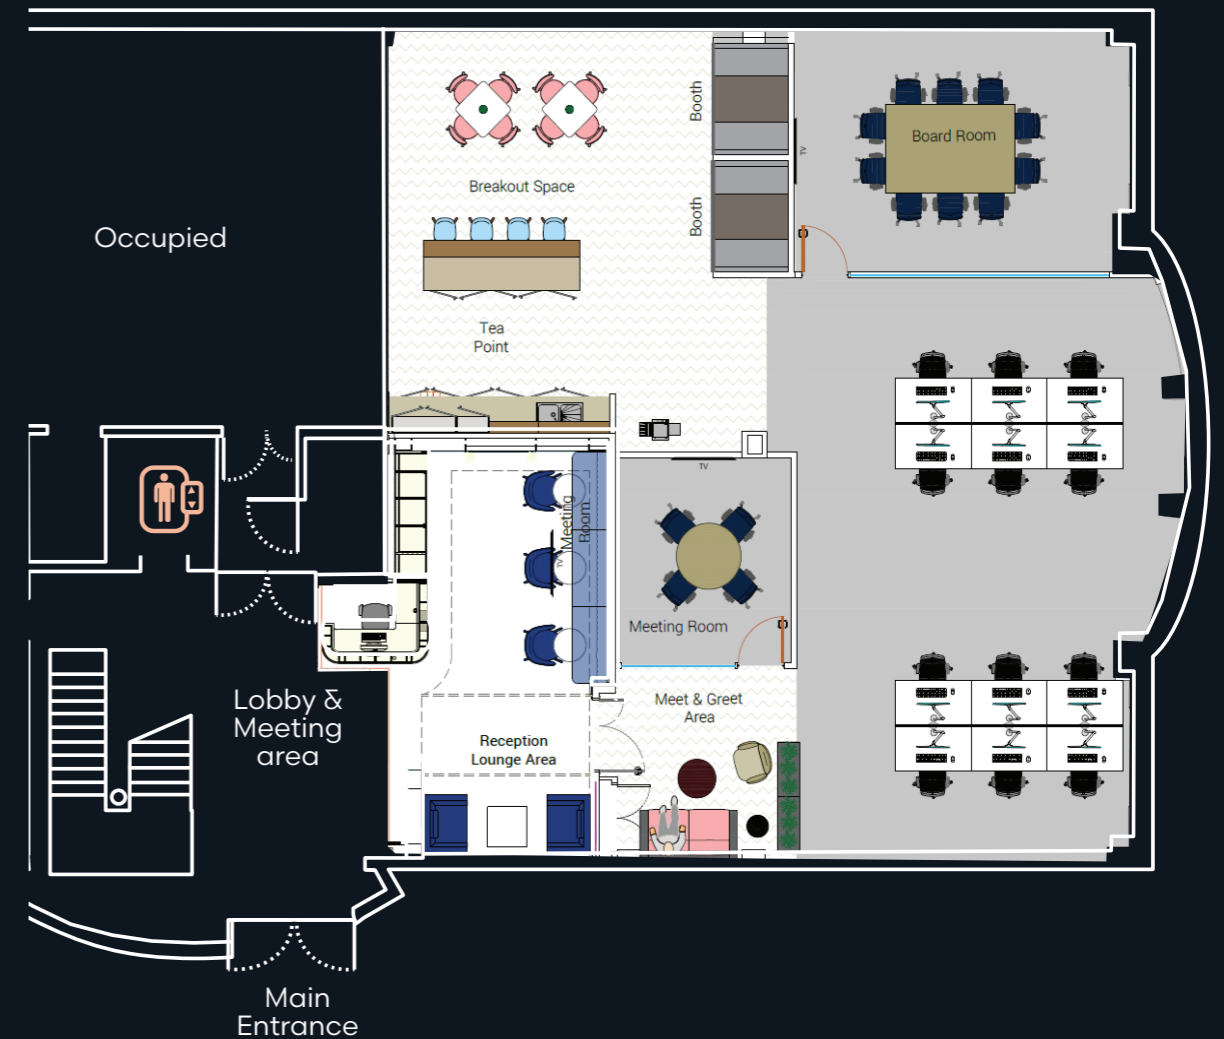 Booth
TV
Board Room
Breakout Space
Booth
Occupied
Tea
Point
TV
Meeting
Room
TV
Meeting Room
Lobby &
Meeting
area
Meet & Greet
Area
Reception
Lounge Area
Main
Entrance